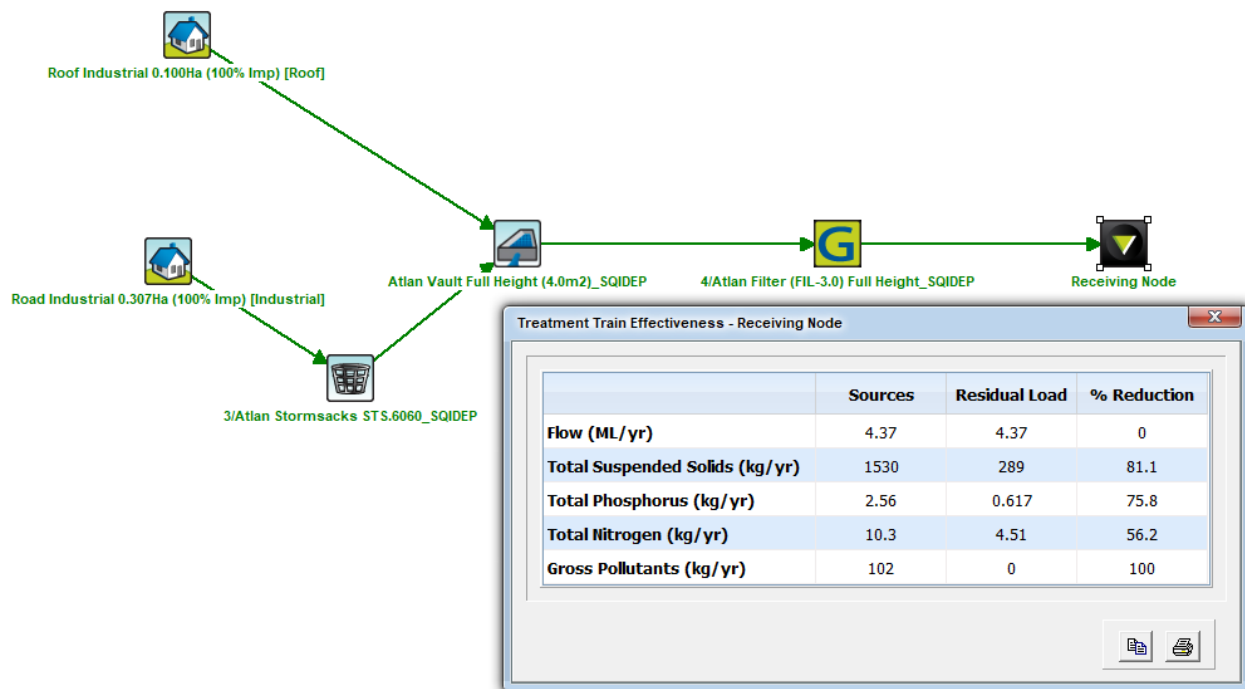 Roof Industrial 0.100Ha (100% Imp) [Roof]
Atlan Vault Full Height (4.0m2)_SQIDEP
G
4/Atlan Filter (FIL-3.0) Full Height_SQIDEP
Receiving Node
Road Industrial 0.307Ha (100% Imp) [Industrial]
3/Atlan Stormsacks STS.6060_SQIDEP
Treatment Train Effectiveness - Receiving Node
Sources Residual Load % Reduction
Flow (ML/yr) 4.37 4.37 0
Total Suspended Solids (kg/yr) 1530 289 81.1
Total Phosphorus (kg/yr) 2.56 0.617 75.8
Total Nitrogen (kg/yr) 10.3 4.51 56.2
Gross Pollutants (kg/yr) 102 0 100